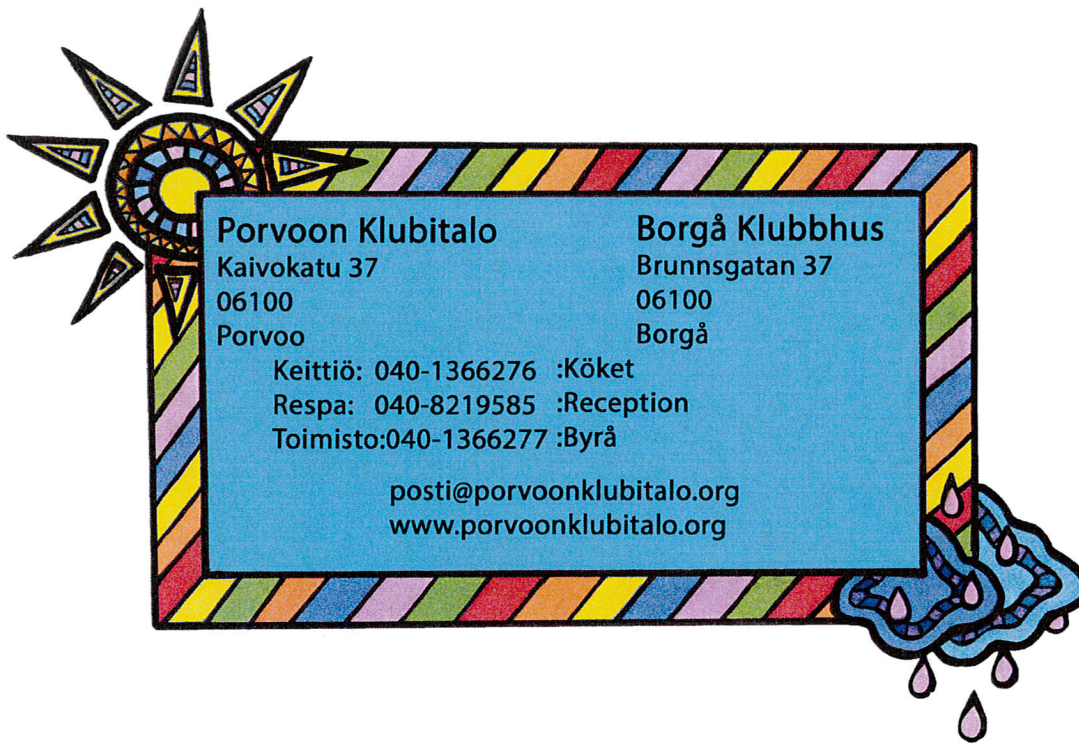 Porvoon Klubitalo
Kaivokatu 37
06100
Porvoo
Borgå Klubbhus
Brunnsgatan 37
06100
Borgå
Keittiö: 040-1366276 :Köket
Respa: 040-8219585 :Reception
Toimisto:040-1366277 :Byrå
posti@porvoonklubitalo.org
www.porvoonklubitalo.org